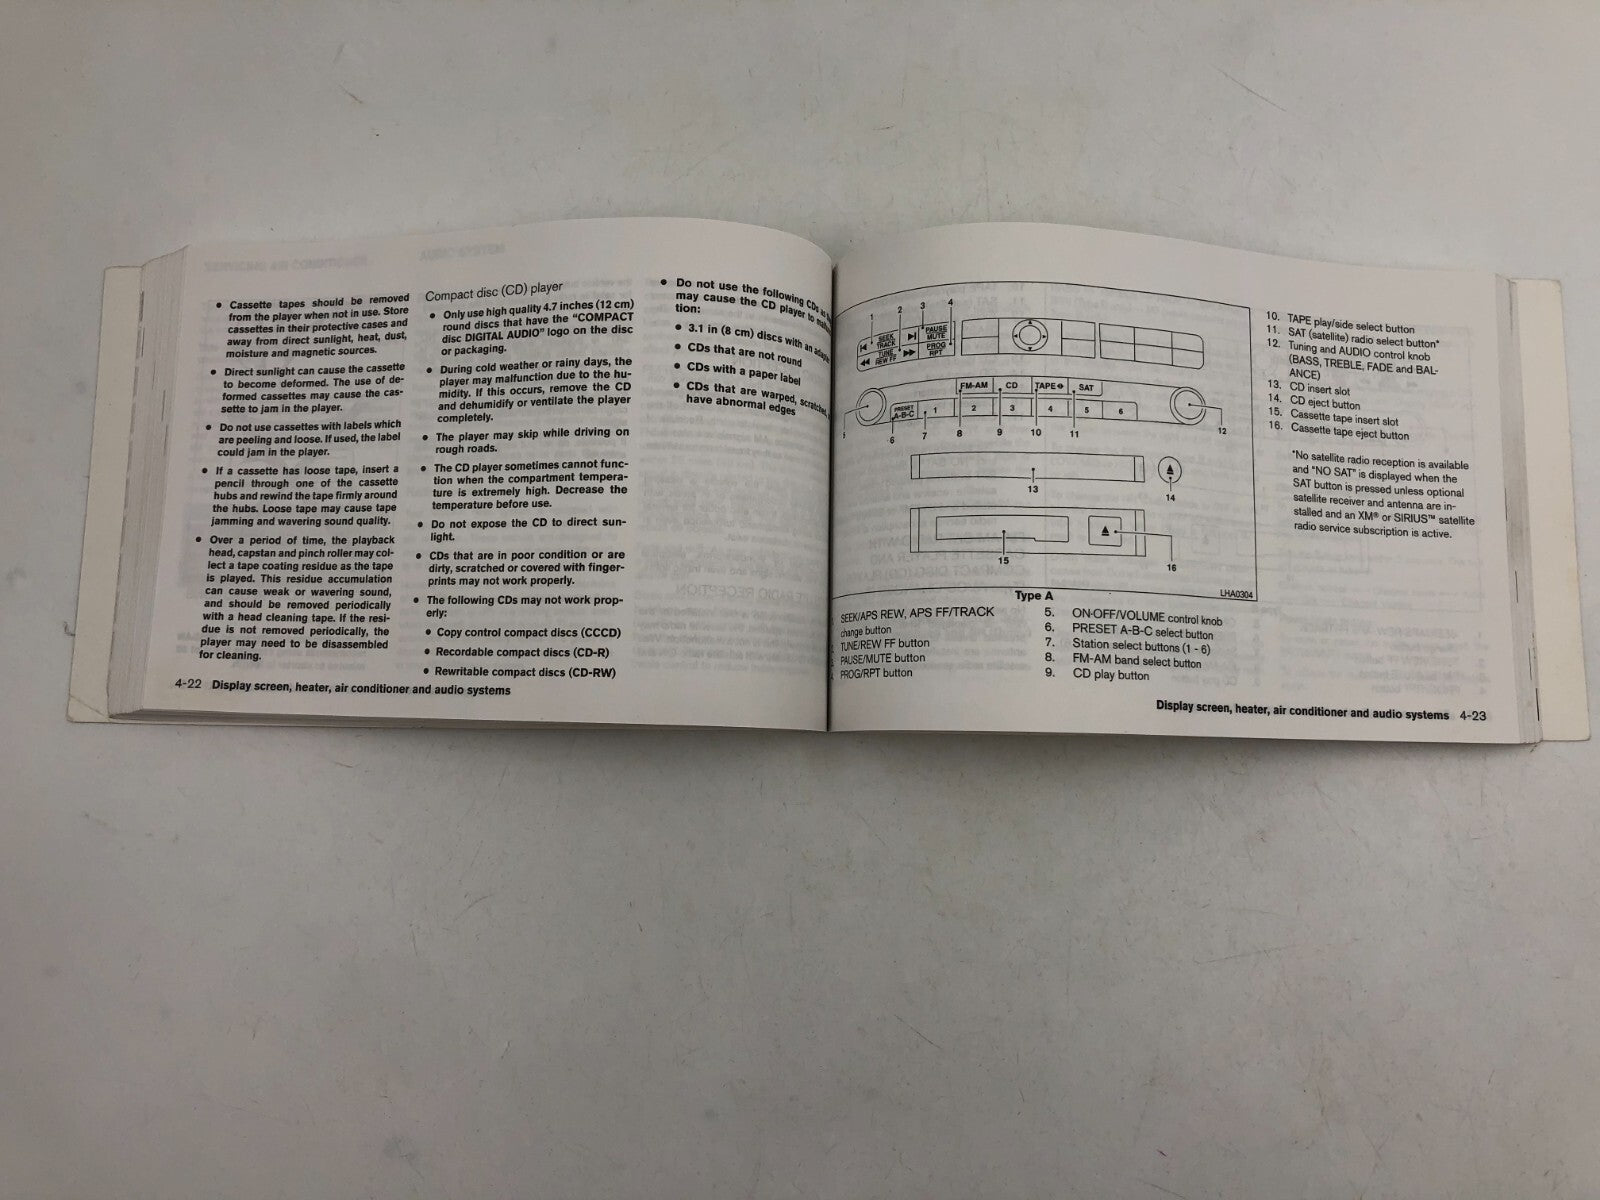 • Cassette tapes should be removed
from the player when not in use. Store
cassettes in their protective cases and
away from direct sunlight, heat, dust,
moisture and magnetic sources.
• Direct sunlight can cause the cassette
to become deformed. The use of de-
formed cassettes may cause the cas-
sette to jam in the player.
• Do not use cassettes with labels which
are peeling and loose. If used, the label
could jam in the player.
• If a cassette has loose tape, insert a
pencil through one of the cassette
hubs and rewind the tape firmly around
the hubs. Loose tape may cause tape
jamming and wavering sound quality.
• Over a period of time, the playback
head, capstan and pinch roller may col-
lect a tape coating residue as the tape
is played. This residue accumulation
can cause weak or wavering sound,
and should be removed periodically
with a head cleaning tape. If the resi-
due is not removed periodically, the
player may need to be disassembled
for cleaning.
Compact disc (CD) player
• Only use high quality 4.7 inches (12 cm)
round discs that have the “COMPACT
disc DIGITAL AUDIO” logo on the disc
or packaging.
• During cold weather or rainy days, the
player may malfunction due to the hu-
midity. If this occurs, remove the CD
and dehumidify or ventilate the player
completely.
• The player may skip while driving on
rough roads.
• The CD player sometimes cannot func-
tion when the compartment tempera-
ture is extremely high. Decrease the
temperature before use.
• Do not expose the CD to direct sun-
light.
• CDs that are in poor condition or are
dirty, scratched or covered with finger-
prints may not work properly.
• The following CDs may not work prop-
erly:
• Copy control compact discs (CCCD)
• Recordable compact discs (CD-R)
• Rewritable compact discs (CD-RW)
• Do not use the following CDs as
may cause the CD player to
tion:
• 3.1 in (8 cm) discs with an
• CDs that are not round
• CDs with a paper label
• CDs that are warped, scratched,
have abnormal edges
4-22 Display screen, heater, air conditioner and audio systems
1 2 3 4
SEEK TRACK
TUNE REW FF
PAUSE MUTE
PROG RPT
FM-AM CD TAPE SAT
PRESET A-B-C 1 2 3 4 5 6
6 7 8 9 10 11 12
13 14
15 16
Type A
LHA0304
SEEK/APS REW, APS FF/TRACK
change button
TUNE/REW FF button
PAUSE/MUTE button
PROG/RPT button
5. ON-OFF/VOLUME control knob
6. PRESET A-B-C select button
7. Station select buttons (1 - 6)
8. FM-AM band select button
9. CD play button
10. TAPE play/side select button
11. SAT (satellite) radio select button*
12. Tuning and AUDIO control knob
(BASS, TREBLE, FADE and BAL-
ANCE)
13. CD insert slot
14. CD eject button
15. Cassette tape insert slot
16. Cassette tape eject button
*No satellite radio reception is available
and “NO SAT” is displayed when the
SAT button is pressed unless optional
satellite receiver and antenna are in-
stalled and an XM® or SIRIUS™ satellite
radio service subscription is active.
Display screen, heater, air conditioner and audio systems 4-23